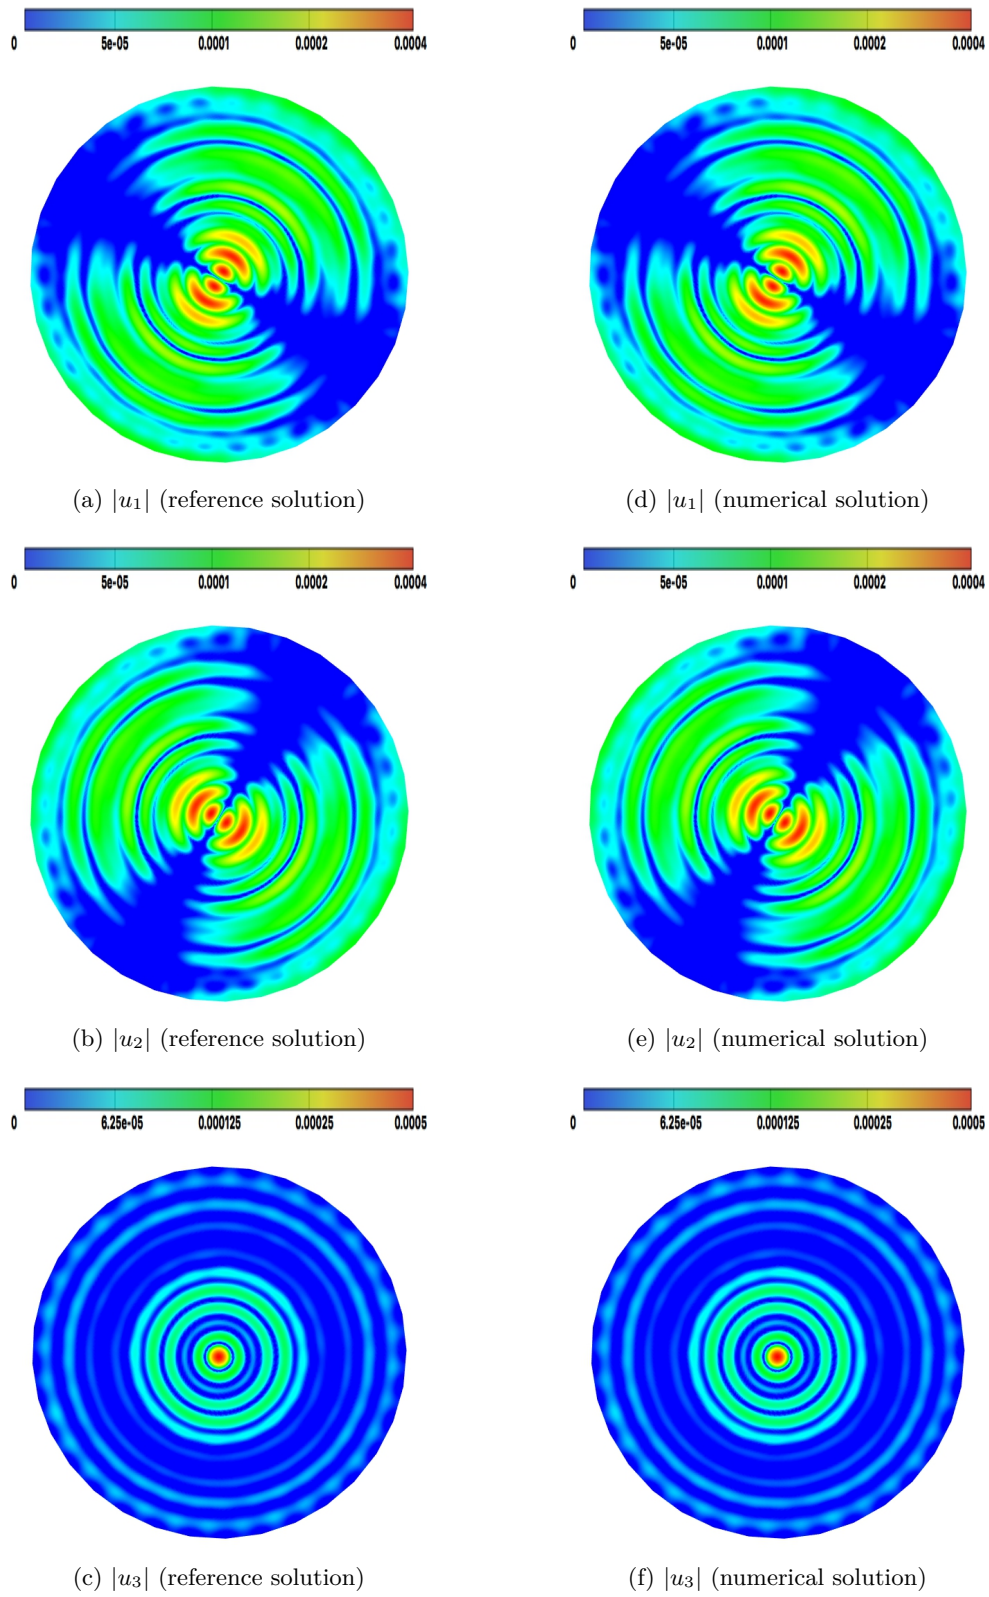 0 5e-05 0.0001 0.0002 0.0004 0 5e-05 0.0001 0.0002 0.0004
(a) |u₁| (reference solution) (d) |u₁| (numerical solution)
0 5e-05 0.0001 0.0002 0.0004 0 5e-05 0.0001 0.0002 0.0004
(b) |u₂| (reference solution) (e) |u₂| (numerical solution)
0 6.25e-05 0.000125 0.00025 0.0005 0 6.25e-05 0.000125 0.00025 0.0005
(c) |u₃| (reference solution) (f) |u₃| (numerical solution)